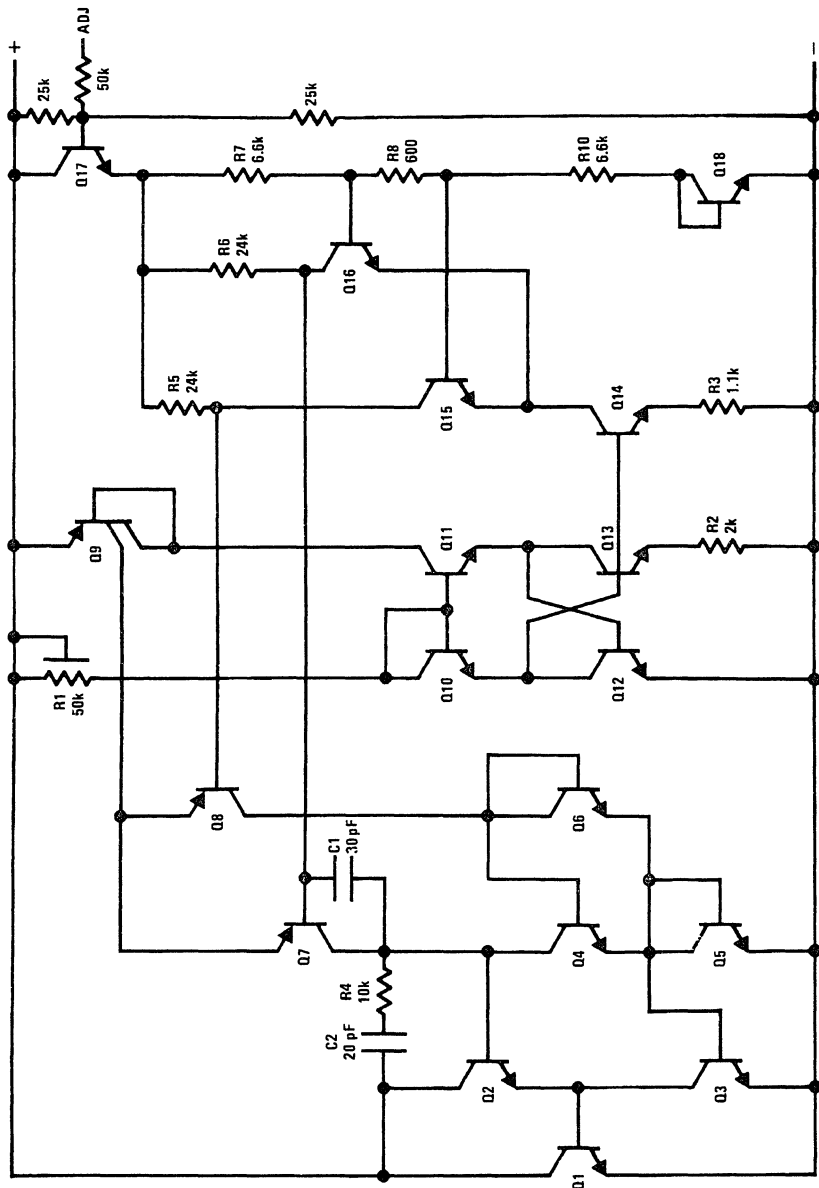 +
ADJ
25k
50k
25k
Q17
R7
6.6k
R8
600
R10
6.6k
Q18
R6
24k
Q16
R5
24k
Q15
Q14
R3
1.1k
Q9
Q11
Q13
R2
2k
R1
50k
Q10
Q12
Q8
Q6
C1
30 pF
Q7
R4
10k
C2
20 pF
Q4
Q5
Q2
Q3
Q1
−